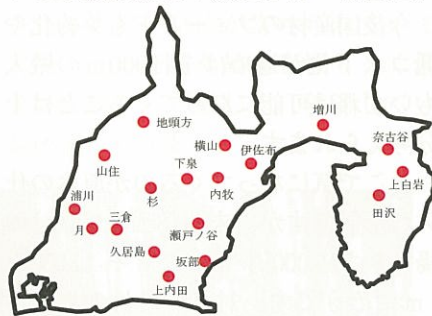 地頭方
増川
横山
奈古谷
山住
下泉
伊佐布
上白岩
浦川
杉
内牧
田沢
月
三倉
瀬戸ノ谷
久居島
坂部
上内田